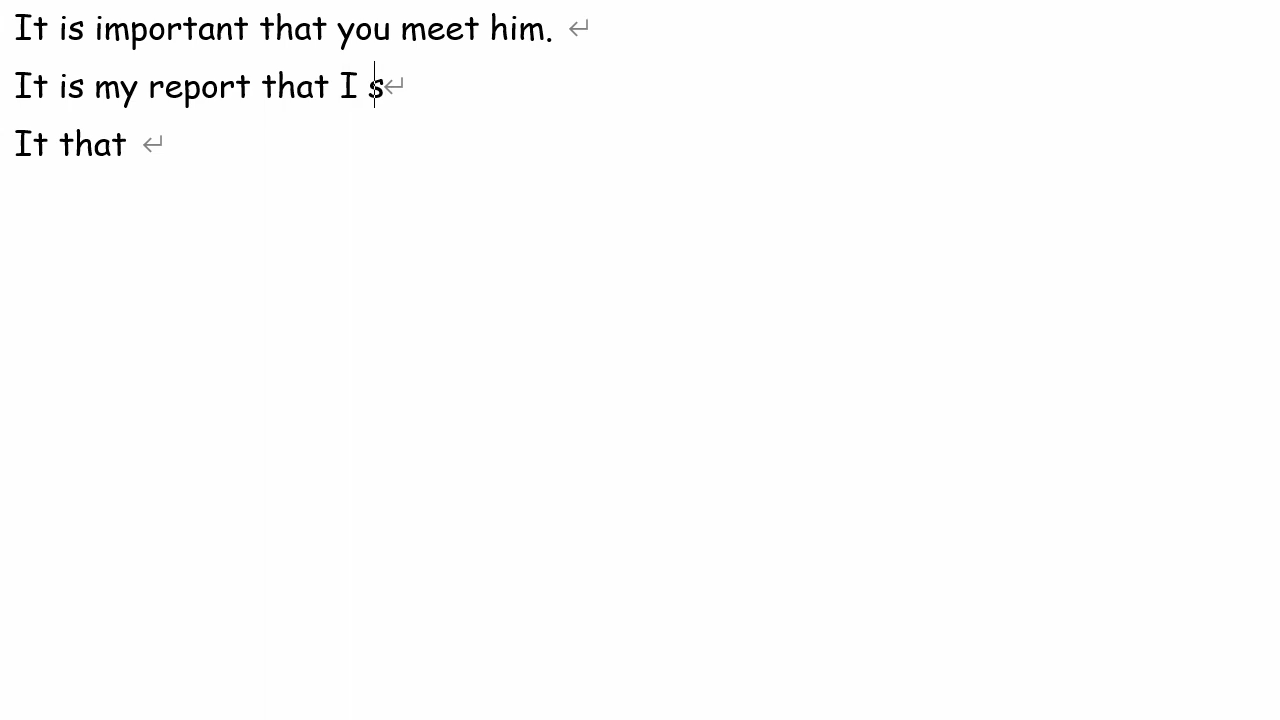 It is important that you meet him.
It is my report that I s
It that